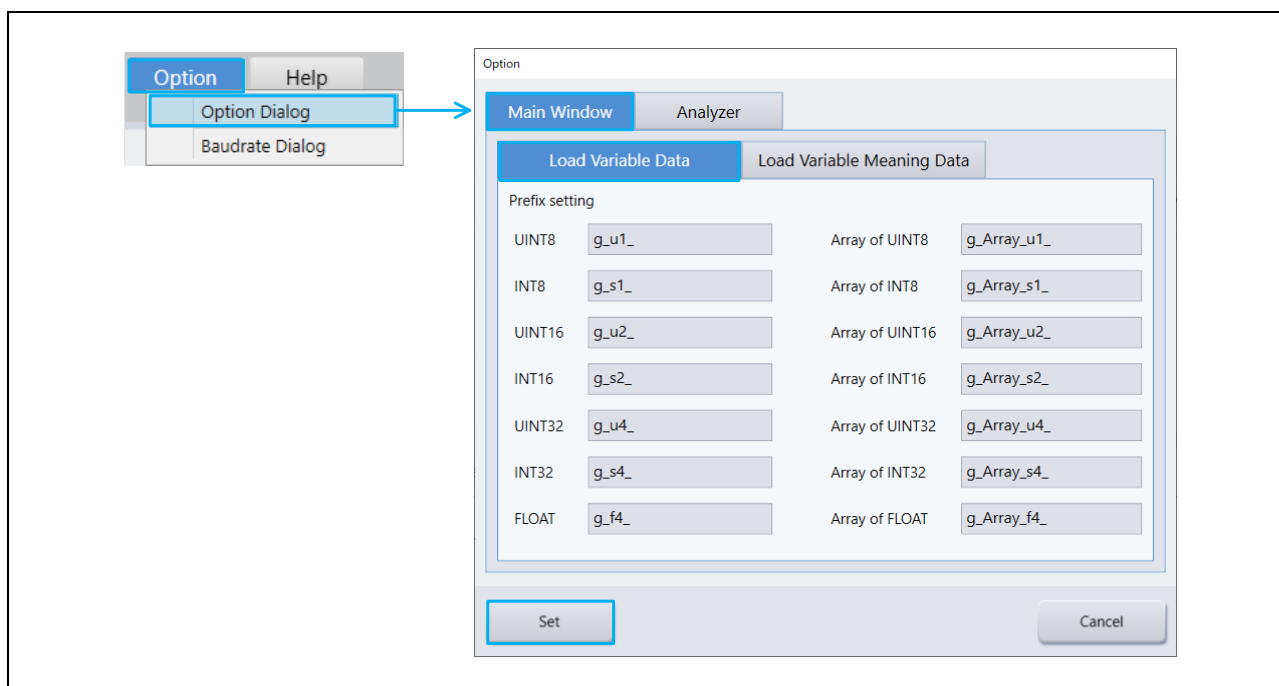 Option Help
Option Dialog
Baudrate Dialog
Option
Main Window Analyzer
Load Variable Data Load Variable Meaning Data
Prefix setting
UINT8 g_u1_ Array of UINT8 g_Array_u1_
INT8 g_s1_ Array of INT8 g_Array_s1_
UINT16 g_u2_ Array of UINT16 g_Array_u2_
INT16 g_s2_ Array of INT16 g_Array_s2_
UINT32 g_u4_ Array of UINT32 g_Array_u4_
INT32 g_s4_ Array of INT32 g_Array_s4_
FLOAT g_f4_ Array of FLOAT g_Array_f4_
Set Cancel